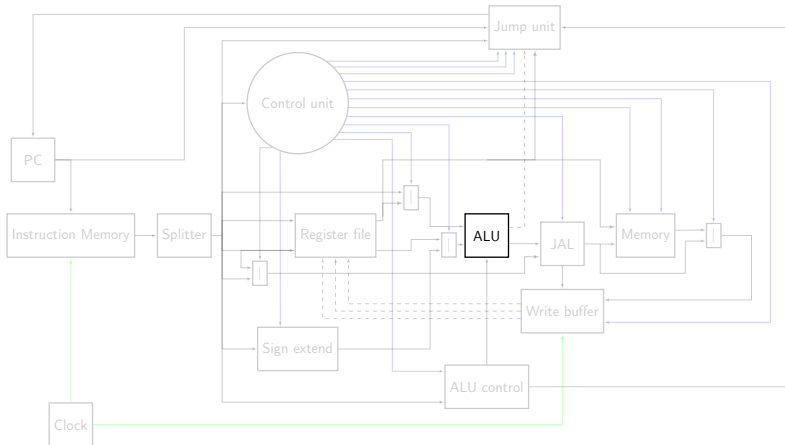 Jump unit
Control unit
PC
Instruction Memory
Splitter
Register file
ALU
JAL
Memory
Write buffer
Sign extend
ALU control
Clock